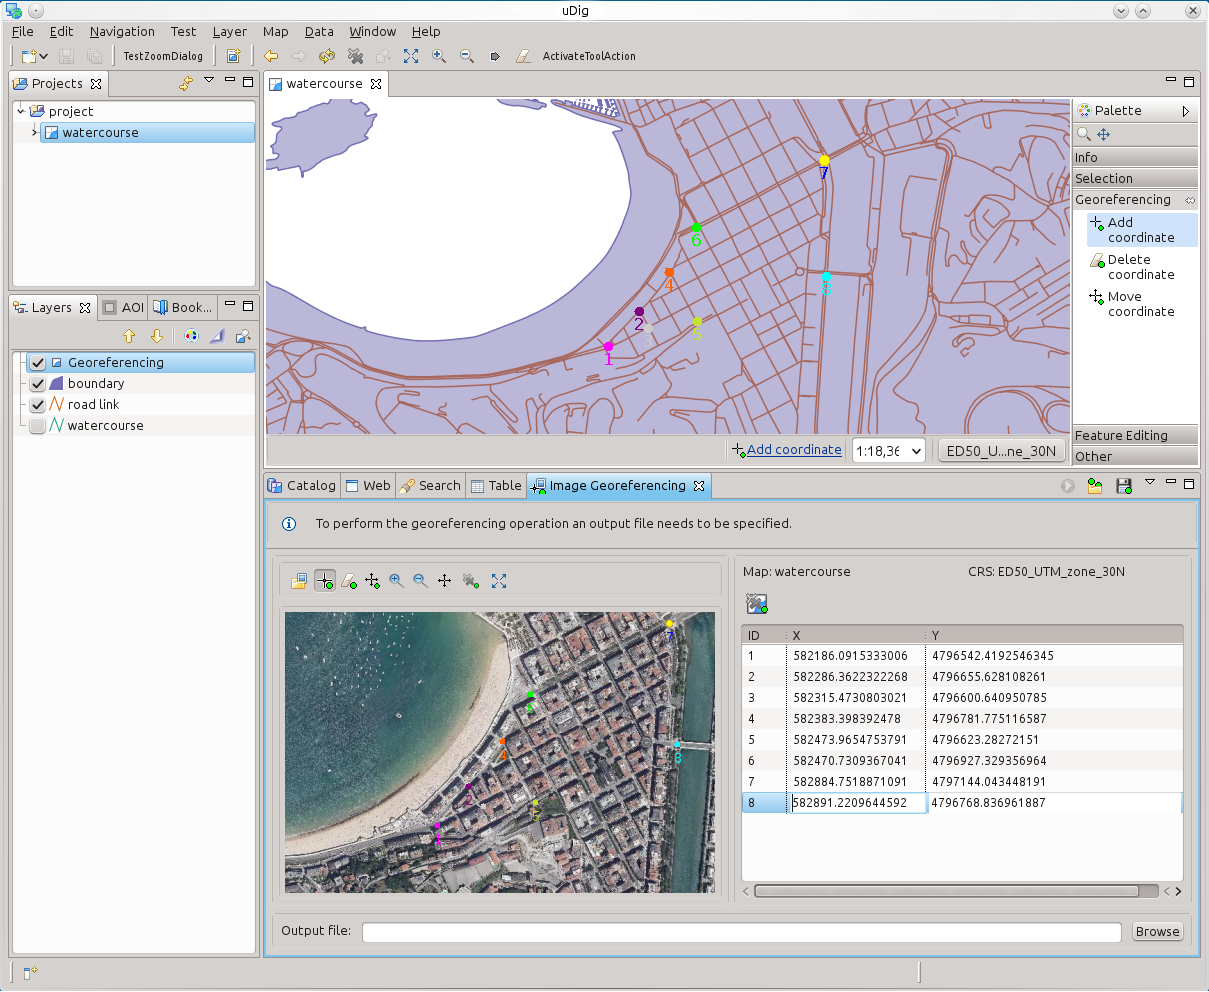 uDig
File Edit Navigation Test Layer Map Data Window Help
TestZoomDialog ActivateToolAction
Projects
project
watercourse
Layers AOI Book...
Georeferencing
boundary
road link
watercourse
watercourse
7
6
4
8
2
3
5
1
Palette
Info
Selection
Georeferencing
Add
coordinate
Delete
coordinate
Move
coordinate
Feature Editing
Other
Add coordinate 1:18,36 ED50_U...ne_30N
Catalog Web Search Table Image Georeferencing
To perform the georeferencing operation an output file needs to be specified.
7
6
4
8
2
5
1
Map: watercourse CRS: ED50_UTM_zone_30N
ID X Y
1 582186.0915333006 4796542.4192546345
2 582286.3622322268 4796655.628108261
3 582315.4730803021 4796600.640950785
4 582383.398392478 4796781.775116587
5 582473.9654753791 4796623.28272151
6 582470.7309367041 4796927.329356964
7 582884.7518871091 4797144.043448191
8 582891.2209644592 4796768.836961887
Output file: Browse